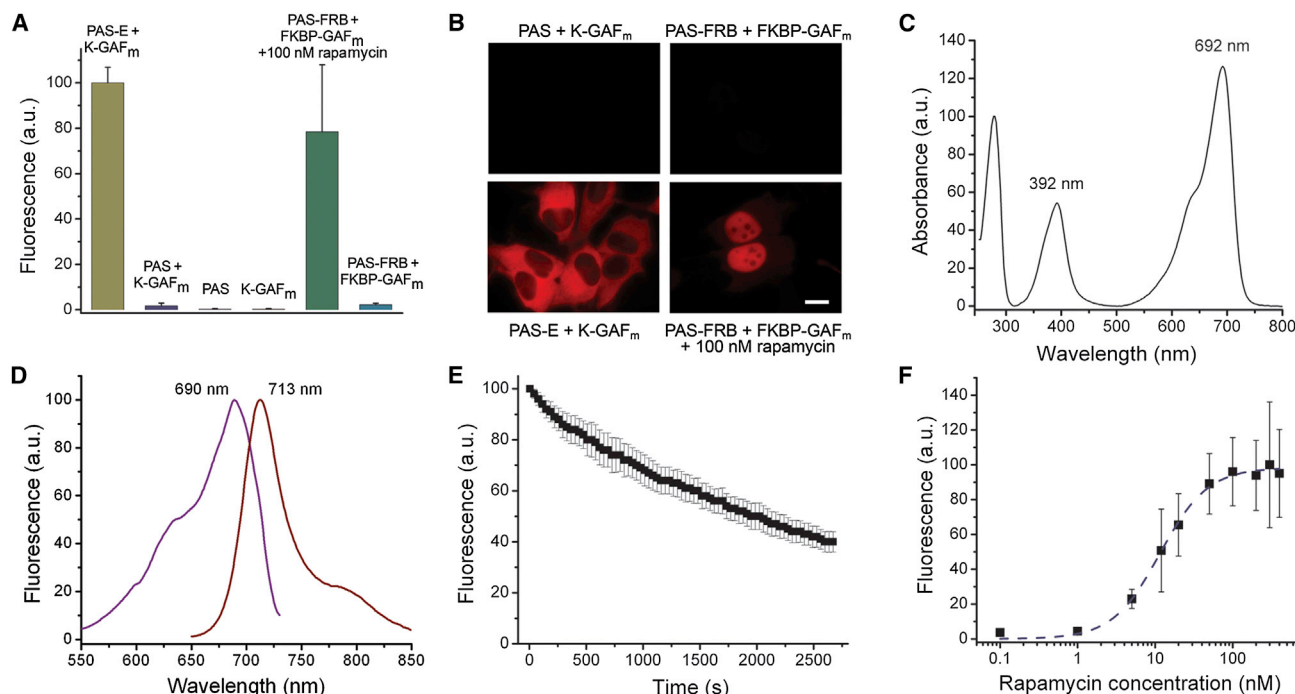 A
PAS-E +
K-GAFm
PAS-FRB +
FKBP-GAFm
+100 nM rapamycin
Fluorescence (a.u.)
100
80
60
40
20
0
PAS +
K-GAFm
PAS
K-GAFm
PAS-FRB +
FKBP-GAFm
B
PAS + K-GAFm
PAS-FRB + FKBP-GAFm
PAS-E + K-GAFm
PAS-FRB + FKBP-GAFm
+ 100 nM rapamycin
C
692 nm
392 nm
Absorbance (a.u.)
140
120
100
80
60
40
20
0
300
400
500
600
700
800
Wavelength (nm)
D
690 nm
713 nm
Fluorescence (a.u.)
100
80
60
40
20
0
550
600
650
700
750
800
850
Wavelength (nm)
E
Fluorescence (a.u.)
100
80
60
40
20
0
0
500
1000
1500
2000
2500
Time (s)
F
Fluorescence (a.u.)
140
120
100
80
60
40
20
0
0.1
1
10
100
Rapamycin concentration (nM)